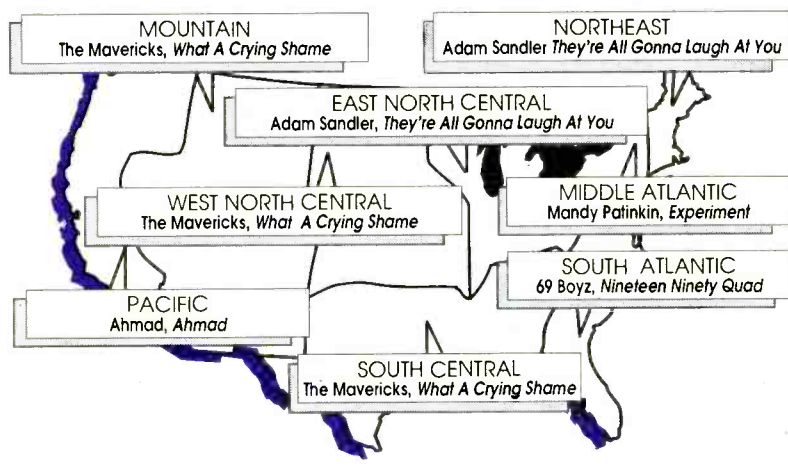 MOUNTAIN
The Mavericks, What A Crying Shame
NORTHEAST
Adam Sandler They're All Gonna Laugh At You
EAST NORTH CENTRAL
Adam Sandler, They're All Gonna Laugh At You
WEST NORTH CENTRAL
The Mavericks, What A Crying Shame
MIDDLE ATLANTIC
Mandy Patinkin, Experiment
SOUTH ATLANTIC
69 Boyz, Nineteen Ninety Quad
PACIFIC
Ahmad, Ahmad
SOUTH CENTRAL
The Mavericks, What A Crying Shame